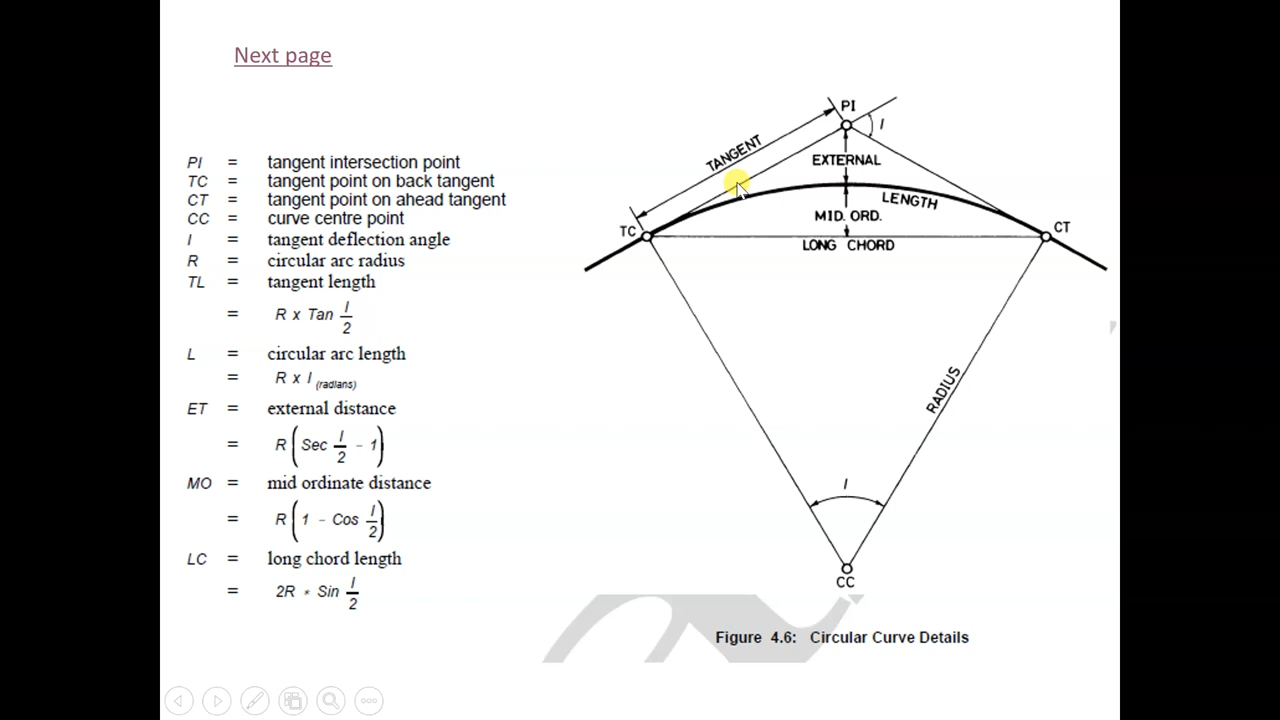 Next page
PI = tangent intersection point
TC = tangent point on back tangent
CT = tangent point on ahead tangent
CC = curve centre point
I = tangent deflection angle
R = circular arc radius
TL = tangent length
= R x Tan I/2
L = circular arc length
= R x I (radians)
ET = external distance
= R(Sec I/2 - 1)
MO = mid ordinate distance
= R(1 - Cos I/2)
LC = long chord length
= 2R * Sin I/2
PI
I
TANGENT
EXTERNAL
LENGTH
MID. ORD.
TC
CT
LONG CHORD
RADIUS
I
CC
Figure 4.6: Circular Curve Details